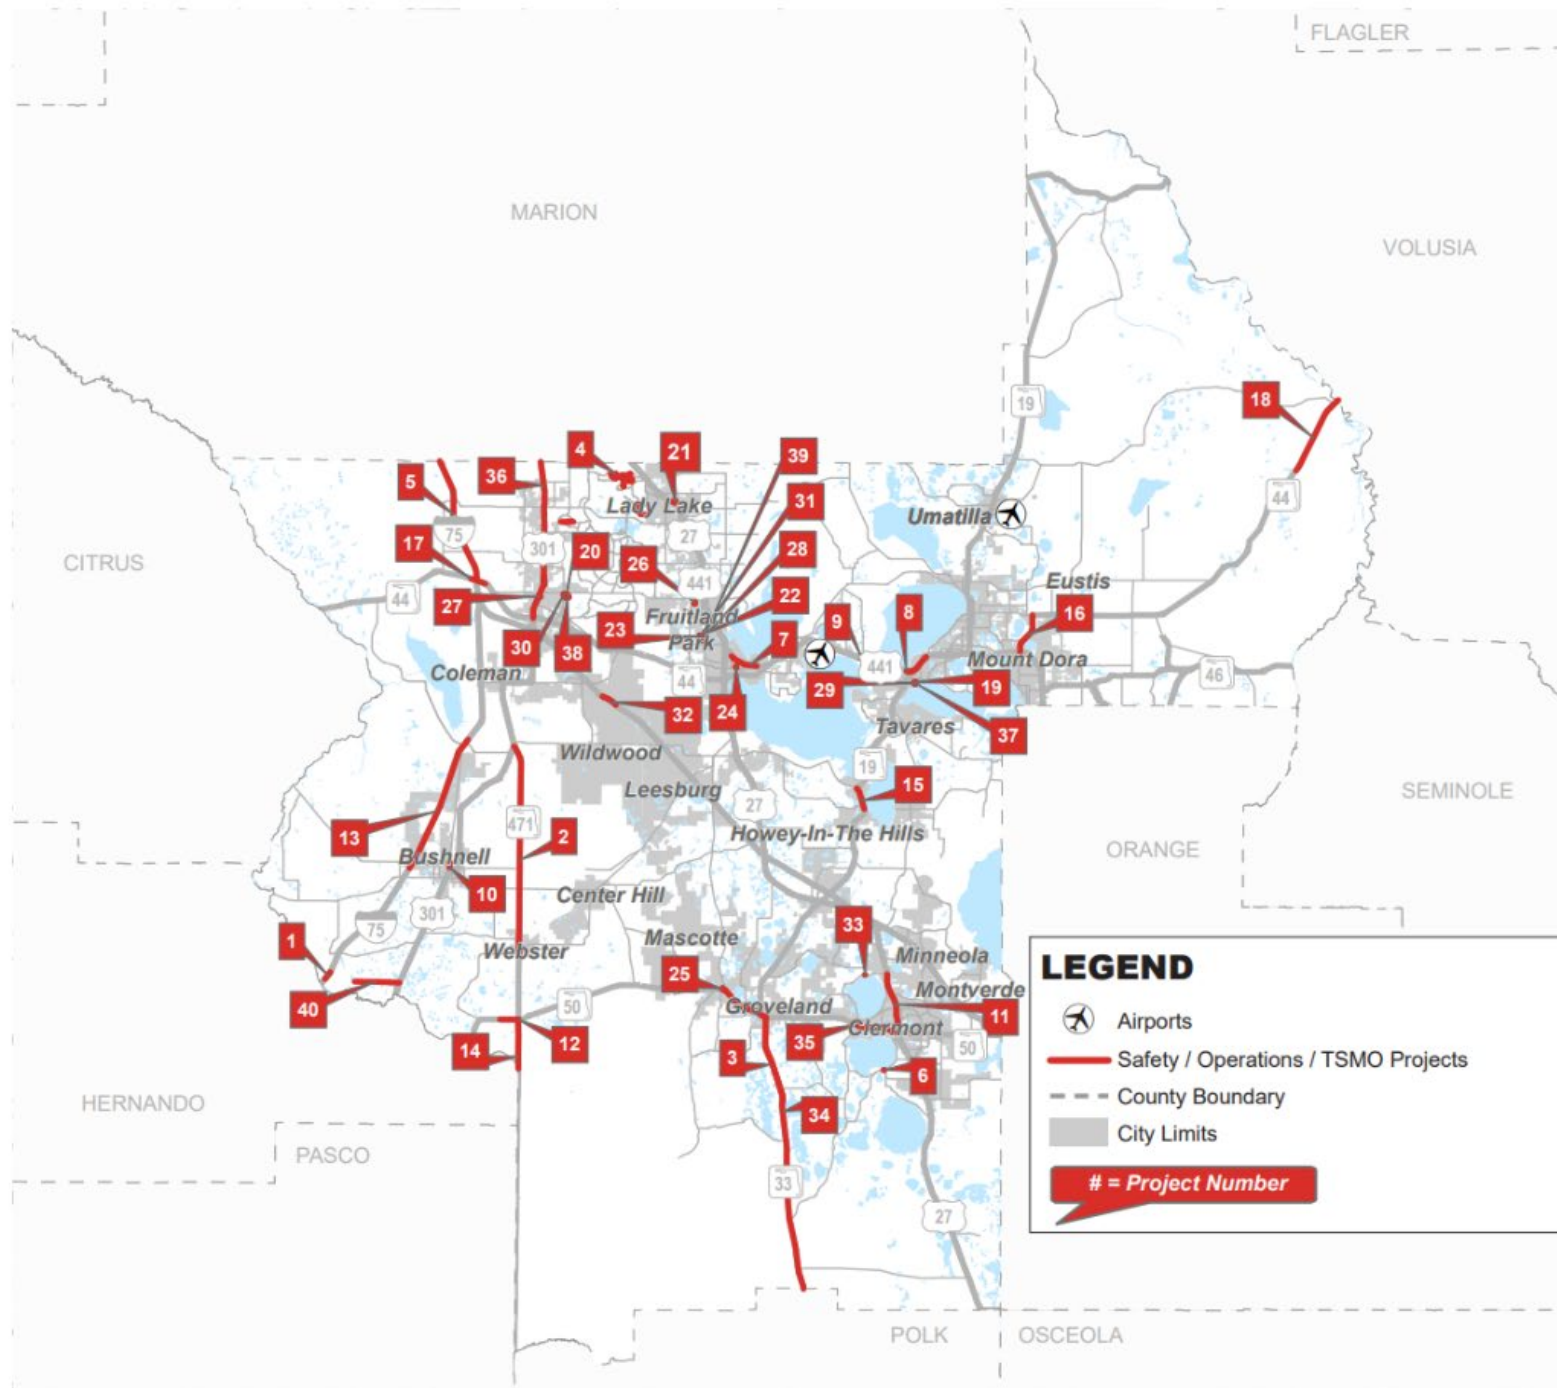 FLAGLER
MARION
VOLUSIA
19
18
4
21
39
36
5
31
44
Lady Lake
Umatilla
75
27
17
301
20
28
26
CITRUS
441
Eustis
44
27
22
9
8
16
Fruitland
Park
23
30
38
7
441
Mount Dora
Coleman
44
46
29
19
32
24
Tavares
37
Wildwood
19
15
Leesburg
SEMINOLE
27
471
13
2
Howey-In-The Hills
ORANGE
Bushnell
10
Center Hill
301
75
33
1
Mascotte
Webster
Minneola
25
Montverde
40
50
Groveland
11
Clermont
35
12
14
3
50
6
34
HERNANDO
PASCO
33
27
POLK
OSCEOLA
LEGEND
Airports
Safety / Operations / TSMO Projects
County Boundary
City Limits
# = Project Number